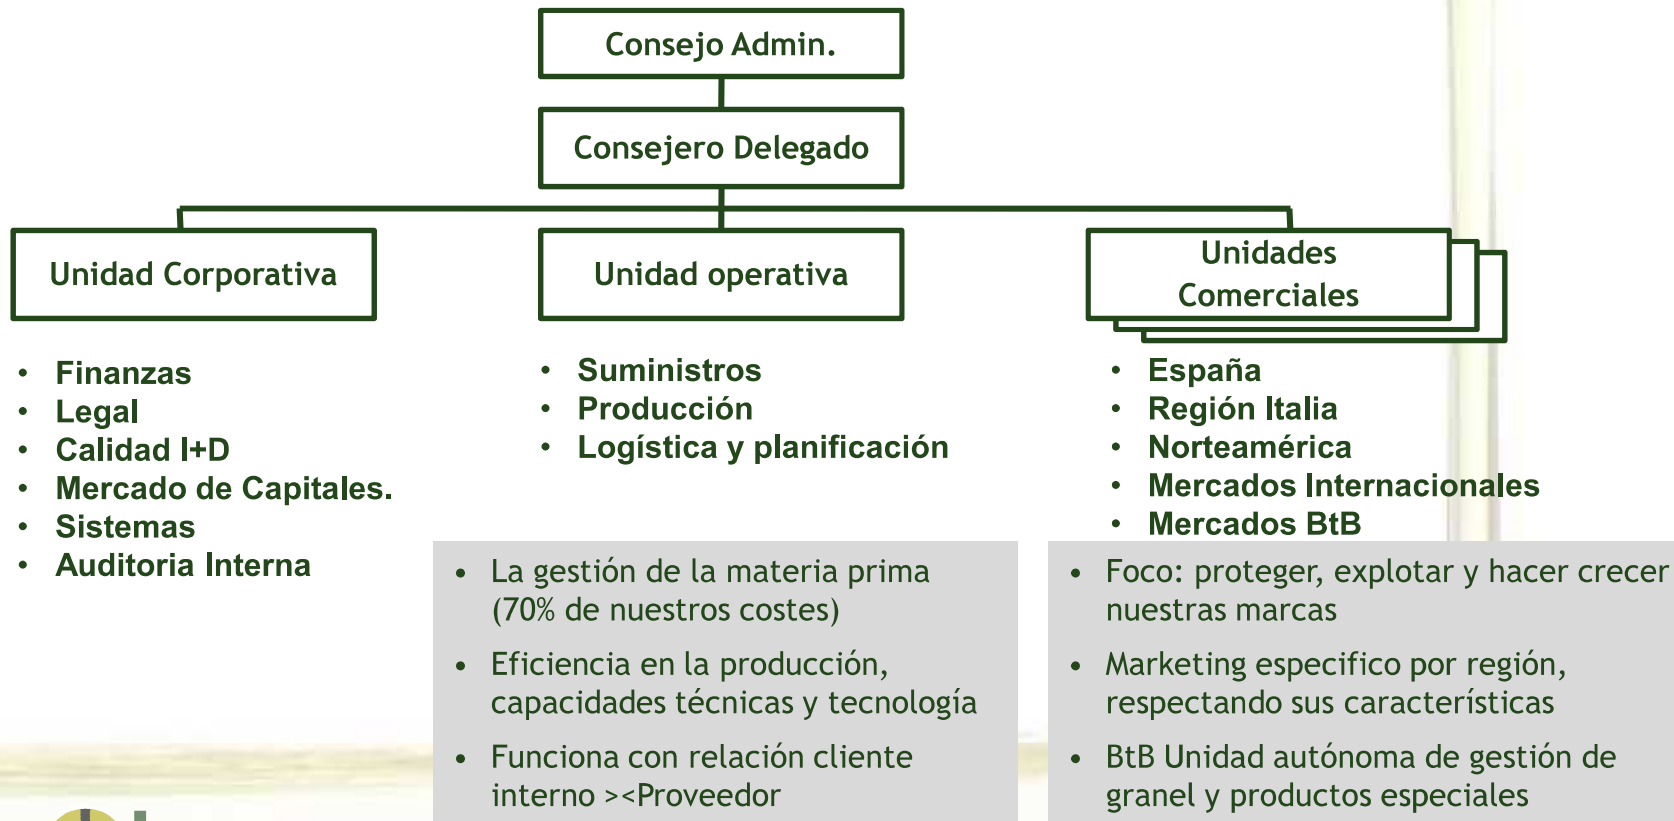 Consejo Admin.
Consejero Delegado
Unidad Corporativa
Unidad operativa
Unidades
Comerciales
• Finanzas
• Legal
• Calidad I+D
• Mercado de Capitales.
• Sistemas
• Auditoria Interna
• Suministros
• Producción
• Logística y planificación
• España
• Región Italia
• Norteamérica
• Mercados Internacionales
• Mercados BtB
• La gestión de la materia prima
(70% de nuestros costes)
• Eficiencia en la producción,
capacidades técnicas y tecnología
• Funciona con relación cliente
interno ><Proveedor
• Foco: proteger, explotar y hacer crecer
nuestras marcas
• Marketing especifico por región,
respectando sus características
• BtB Unidad autónoma de gestión de
granel y productos especiales